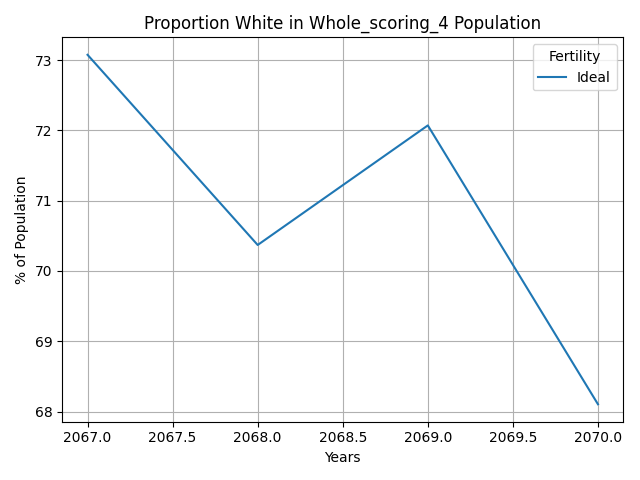 Proportion White in Whole_scoring_4 Population
Fertility
Ideal
% of Population
73
72
71
70
69
68
2067.0 2067.5 2068.0 2068.5 2069.0 2069.5 2070.0
Years